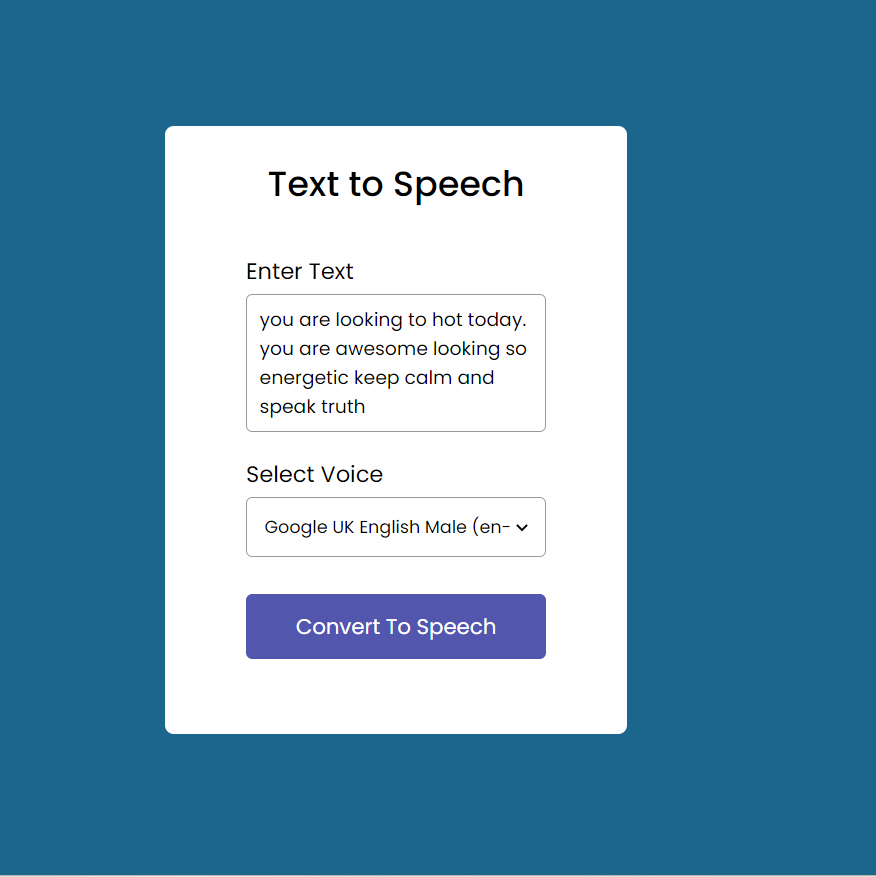 Text to Speech
Enter Text
you are looking to hot today.
you are awesome looking so
energetic keep calm and
speak truth
Select Voice
Google UK English Male (en-
Convert To Speech